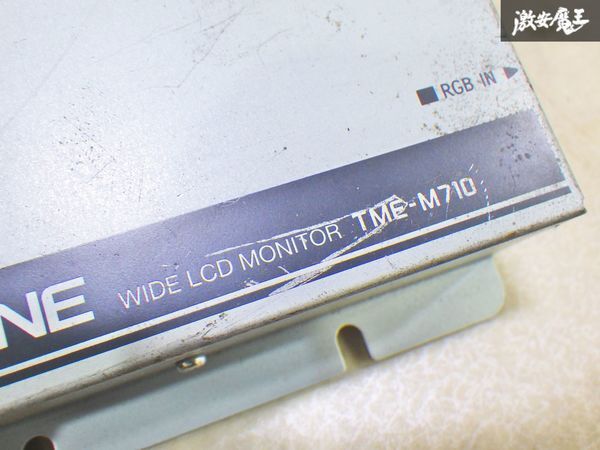 激安魔王
RGB IN
NE WIDE LCD MONITOR TME-M710